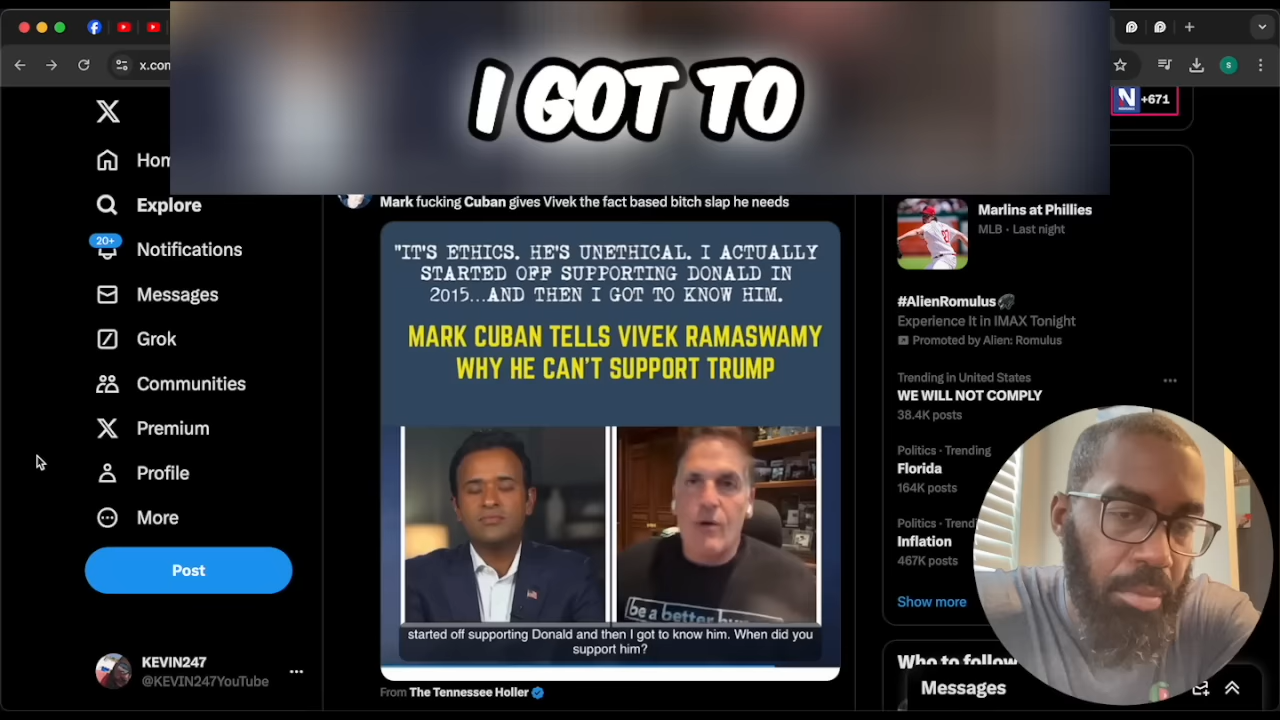 I GOT TO
x.com
+671
Hom
Explore
20+
Notifications
Messages
Grok
Communities
Premium
Profile
More
Post
KEVIN247
@KEVIN247YouTube
Mark fucking Cuban gives Vivek the fact based bitch slap he needs
"IT'S ETHICS. HE'S UNETHICAL. I ACTUALLY
STARTED OFF SUPPORTING DONALD IN
2015...AND THEN I GOT TO KNOW HIM.
MARK CUBAN TELLS VIVEK RAMASWAMY
WHY HE CAN'T SUPPORT TRUMP
be a better
started off supporting Donald and then I got to know him. When did you
support him?
From The Tennessee Holler
Marlins at Phillies
MLB · Last night
#AlienRomulus
Experience It in IMAX Tonight
Promoted by Alien: Romulus
Trending in United States
WE WILL NOT COMPLY
38.4K posts
Politics · Trending
Florida
164K posts
Politics · Trend
Inflation
467K posts
Show more
Who to follow
Messages